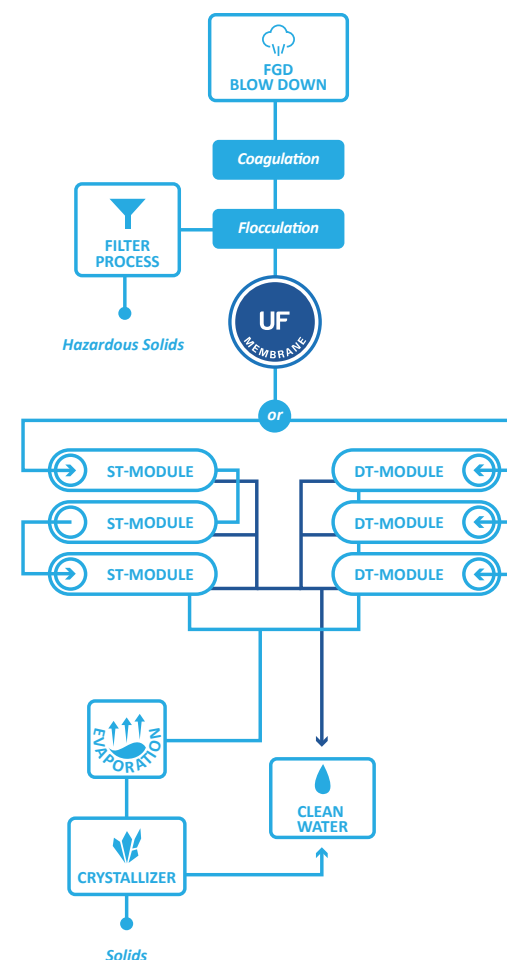 FGD
BLOW DOWN
Coagulation
Flocculation
FILTER
PROCESS
Hazardous Solids
UF
MEMBRANE
or
ST-MODULE
DT-MODULE
ST-MODULE
DT-MODULE
ST-MODULE
DT-MODULE
EVAPORATION
CLEAN
WATER
CRYSTALLIZER
Solids